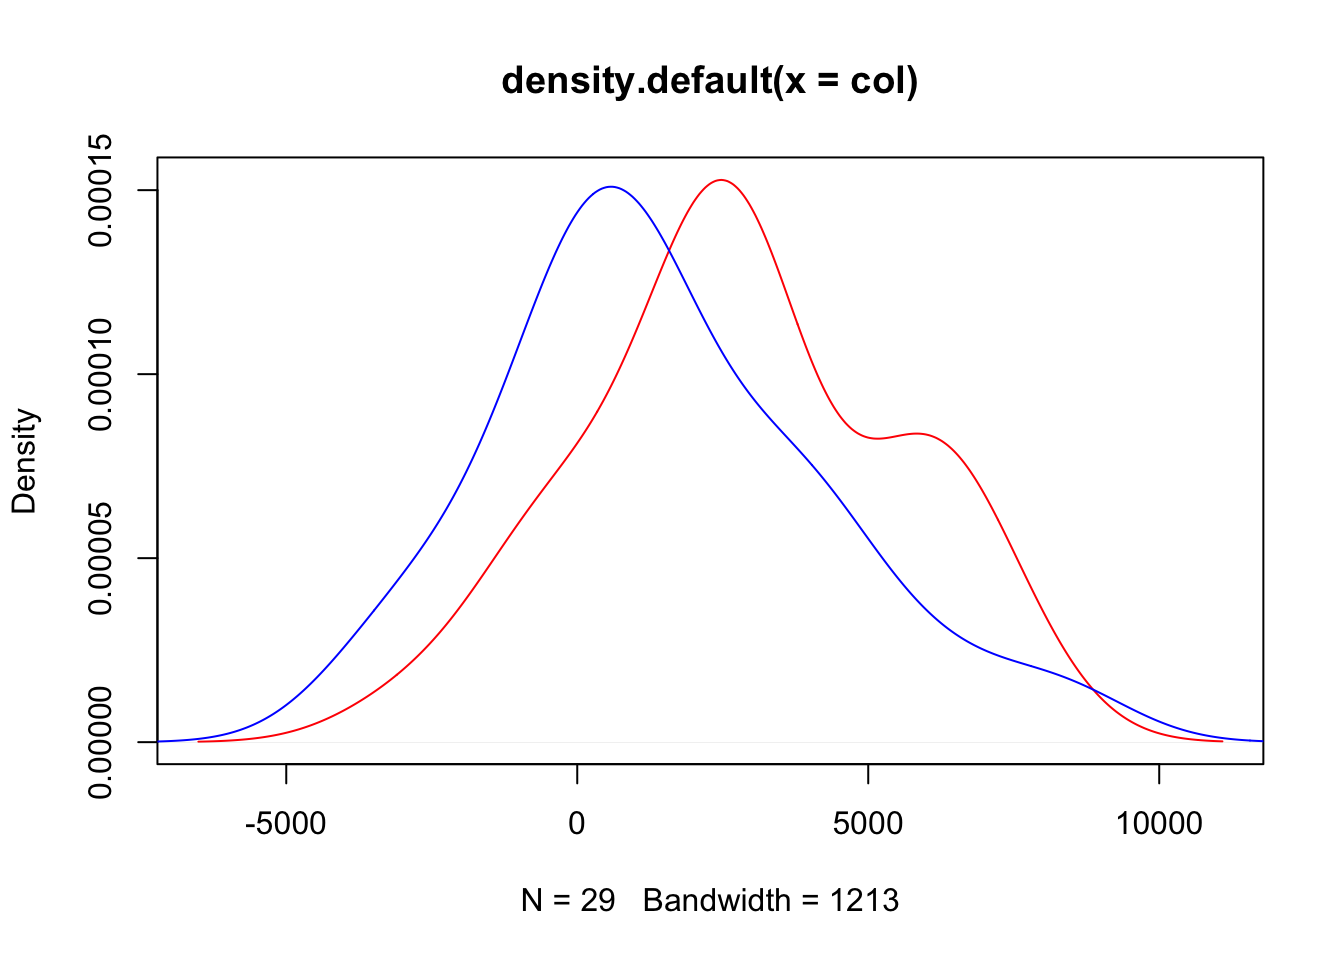 density.default(x = col)
0.00015
0.00010
0.00005
0.00000
Density
-5000 0 5000 10000
N = 29 Bandwidth = 1213